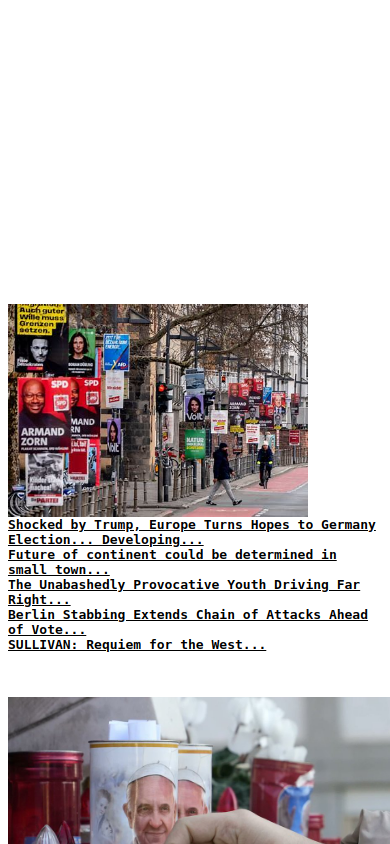 Auch guter
Wille muss
Grenzen
setzen.
SPD
SPD
ARMAND
ZORN
Die PARTEI
Volt
NATUR
ARMAND
ZORN
Shocked by Trump, Europe Turns Hopes to Germany
Election... Developing...
Future of continent could be determined in
small town...
The Unabashedly Provocative Youth Driving Far
Right...
Berlin Stabbing Extends Chain of Attacks Ahead
of Vote...
SULLIVAN: Requiem for the West...